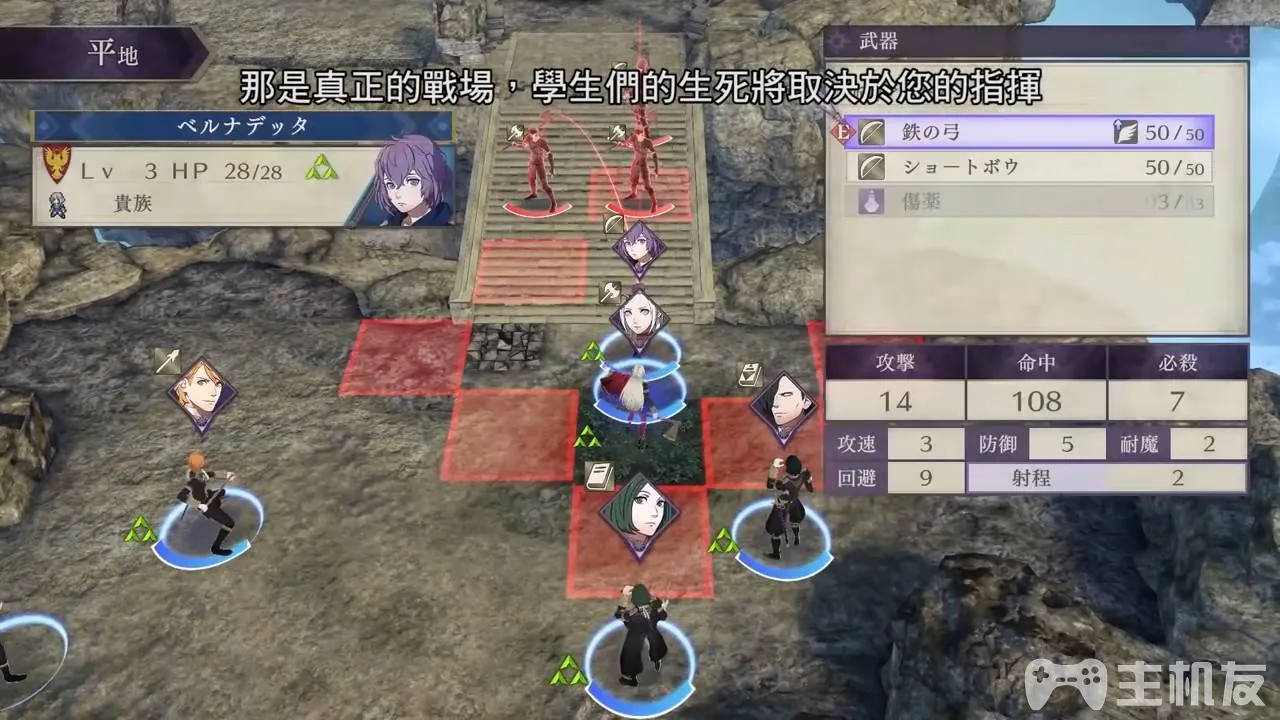 平地
那是真正的戰場，學生們的生死將取決於您的指揮
ベルナデッタ
Lv 3 HP 28/28
貴族
武器
E 鉄の弓 50/50
ショートボウ 50/50
傷薬
攻撃 命中 必殺
14 108 7
攻速 3 防御 5 耐魔 2
回避 9 射程 2
主机友